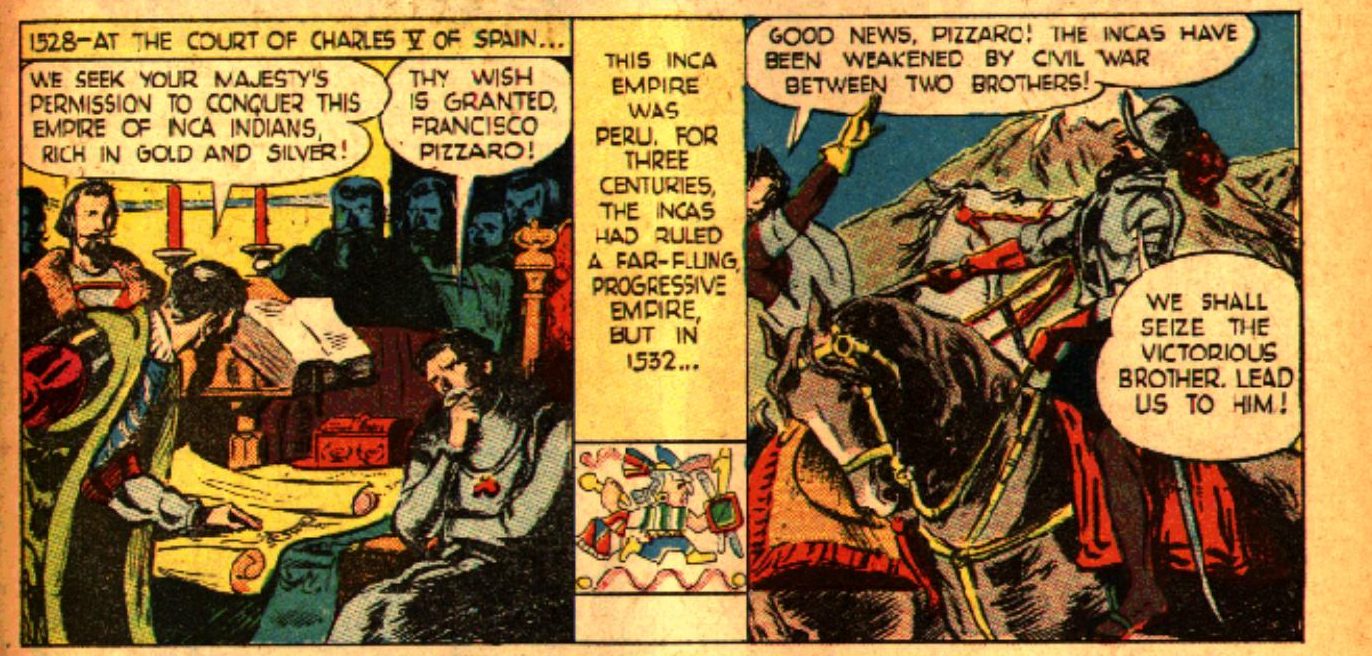 1528-AT THE COURT OF CHARLES V OF SPAIN...
WE SEEK YOUR MAJESTY'S
PERMISSION TO CONQUER THIS
EMPIRE OF INCA INDIANS,
RICH IN GOLD AND SILVER!
THY WISH
IS GRANTED,
FRANCISCO
PIZZARO!
THIS INCA
EMPIRE
WAS
PERU. FOR
THREE
CENTURIES,
THE INCAS
HAD RULED
A FAR-FLUNG,
PROGRESSIVE
EMPIRE,
BUT IN
1532...
GOOD NEWS, PIZZARO! THE INCAS HAVE
BEEN WEAKENED BY CIVIL WAR
BETWEEN TWO BROTHERS!
WE SHALL
SEIZE THE
VICTORIOUS
BROTHER. LEAD
US TO HIM!